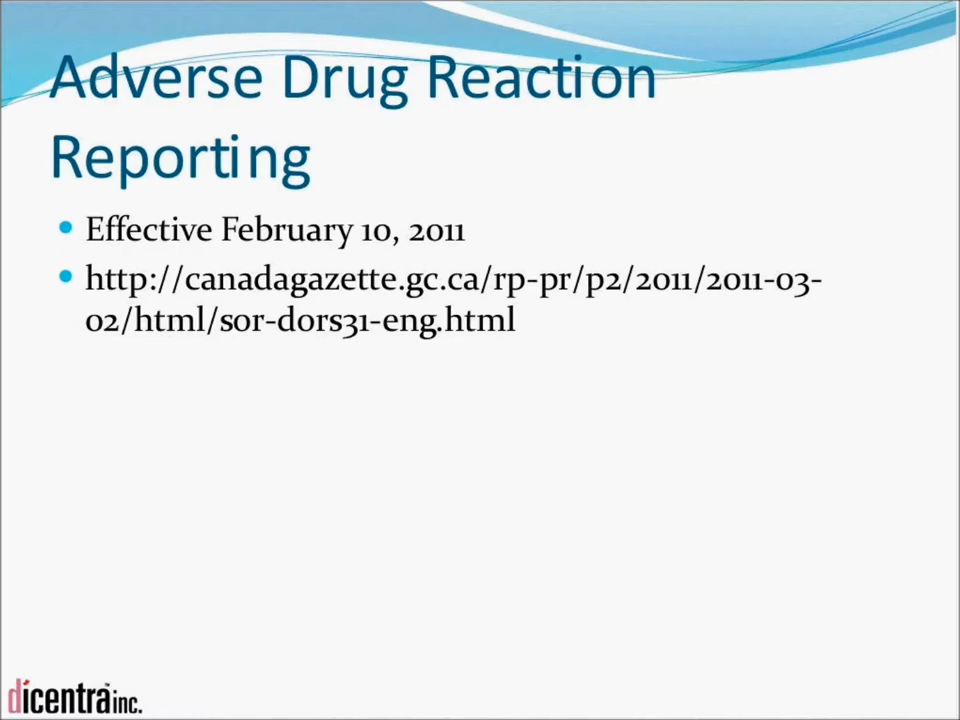 Adverse Drug Reaction
Reporting
Effective February 10, 2011
http://canadagazette.gc.ca/rp-pr/p2/2011/2011-03-
02/html/sor-dors31-eng.html
dicentra™ inc.